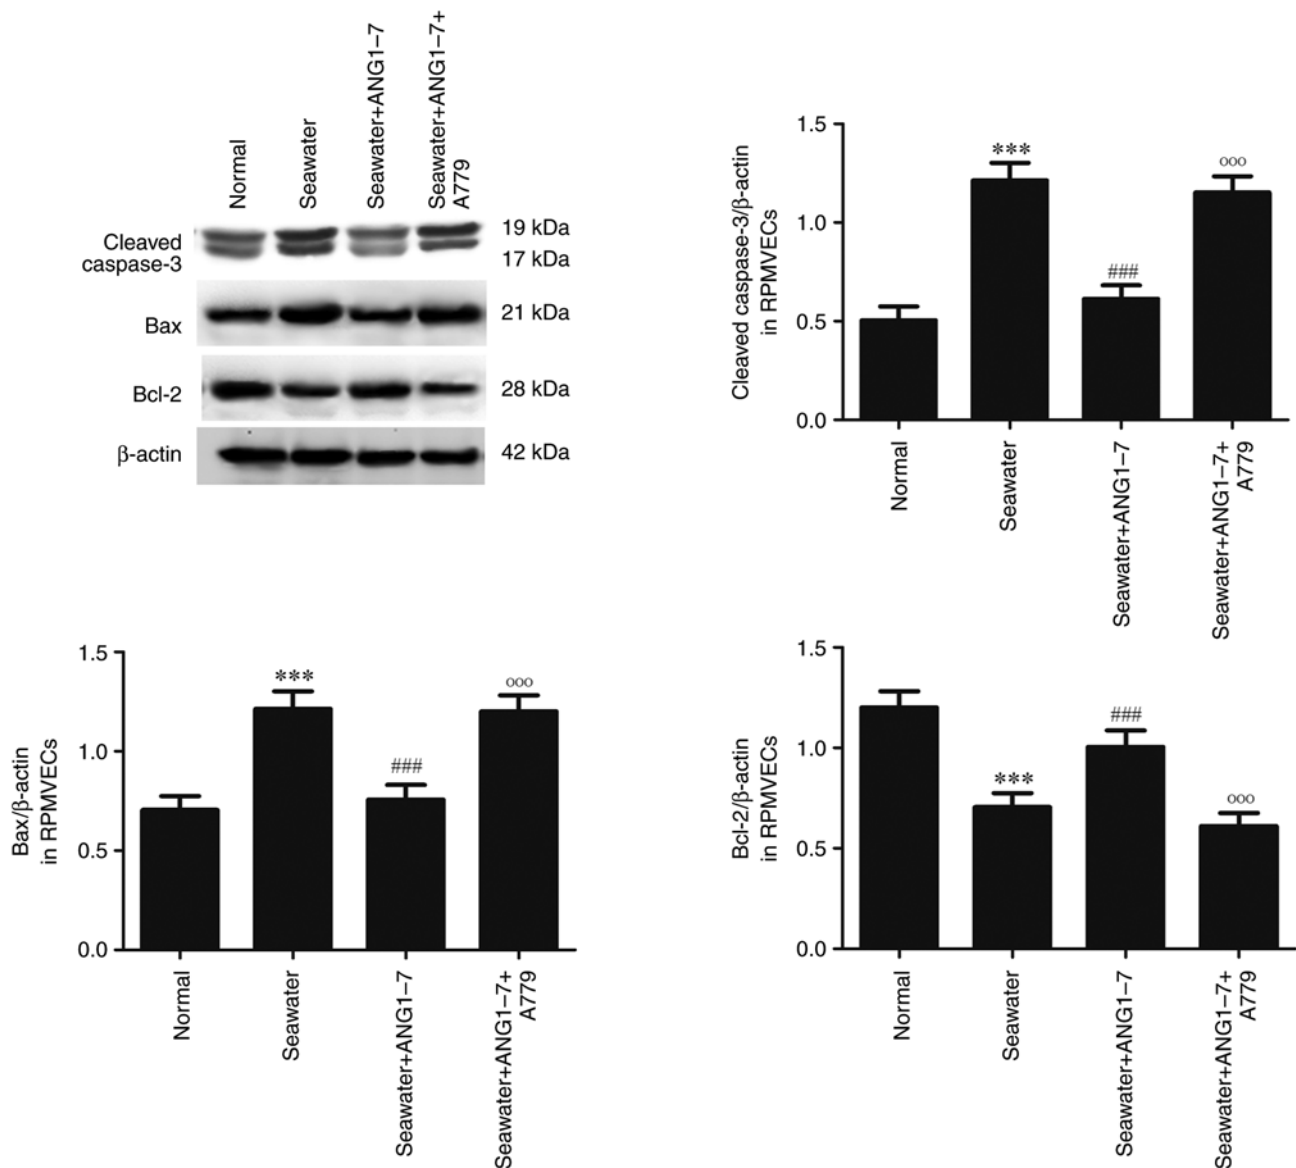 Normal
Seawater
Seawater+ANG1–7
Seawater+ANG1–7+
A779
Cleaved
caspase-3
19 kDa
17 kDa
Bax
21 kDa
Bcl-2
28 kDa
β-actin
42 kDa
Cleaved caspase-3/β-actin
in RPMVECs
1.5
1.0
0.5
0.0
***
###
ooo
Normal
Seawater
Seawater+ANG1–7
Seawater+ANG1–7+
A779
Bax/β-actin
in RPMVECs
1.5
1.0
0.5
0.0
***
###
ooo
Normal
Seawater
Seawater+ANG1–7
Seawater+ANG1–7+
A779
Bcl-2/β-actin
in RPMVECs
1.5
1.0
0.5
0.0
***
###
ooo
Normal
Seawater
Seawater+ANG1–7
Seawater+ANG1–7+
A779